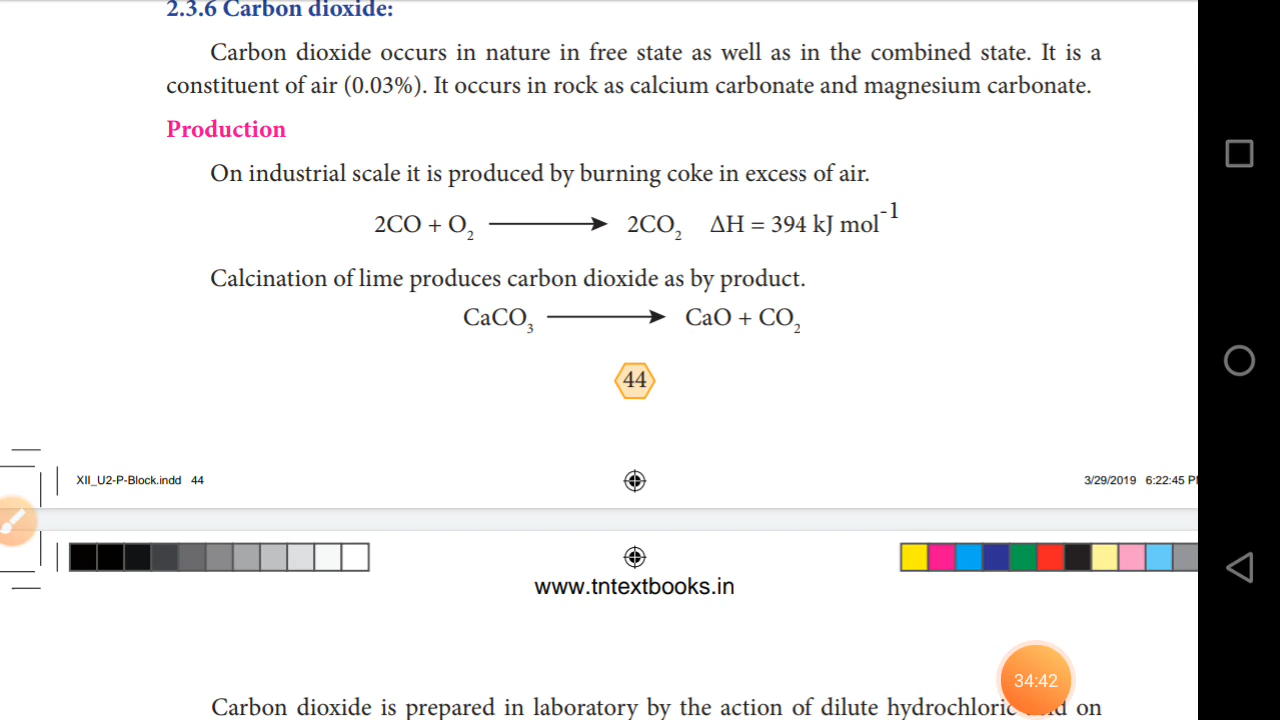 2.3.6 Carbon dioxide:
Carbon dioxide occurs in nature in free state as well as in the combined state. It is a
constituent of air (0.03%). It occurs in rock as calcium carbonate and magnesium carbonate.
Production
On industrial scale it is produced by burning coke in excess of air.
2CO + O₂ ⟶ 2CO₂ ΔH = 394 kJ mol⁻¹
Calcination of lime produces carbon dioxide as by product.
CaCO₃ ⟶ CaO + CO₂
44
XII_U2-P-Block.indd 44
3/29/2019 6:22:45 P
www.tntextbooks.in
34:42
Carbon dioxide is prepared in laboratory by the action of dilute hydrochloric on